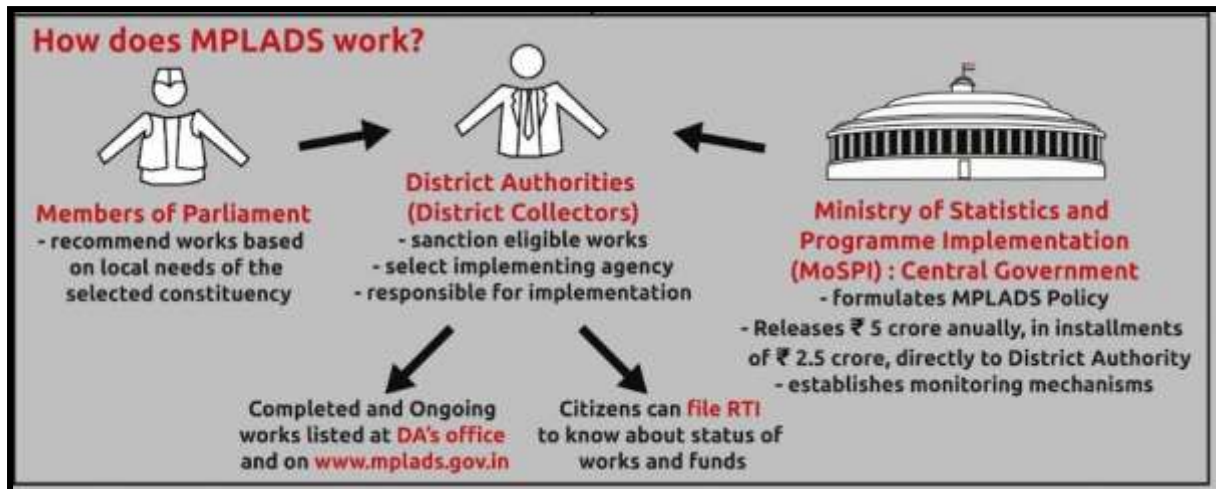 How does MPLADS work?
Members of Parliament
- recommend works based
on local needs of the
selected constituency
District Authorities
(District Collectors)
- sanction eligible works
- select implementing agency
- responsible for implementation
Ministry of Statistics and
Programme Implementation
(MoSPI) : Central Government
- formulates MPLADS Policy
- Releases ₹ 5 crore anually, in installments
of ₹ 2.5 crore, directly to District Authority
- establishes monitoring mechanisms
Completed and Ongoing
works listed at DA's office
and on www.mplads.gov.in
Citizens can file RTI
to know about status of
works and funds